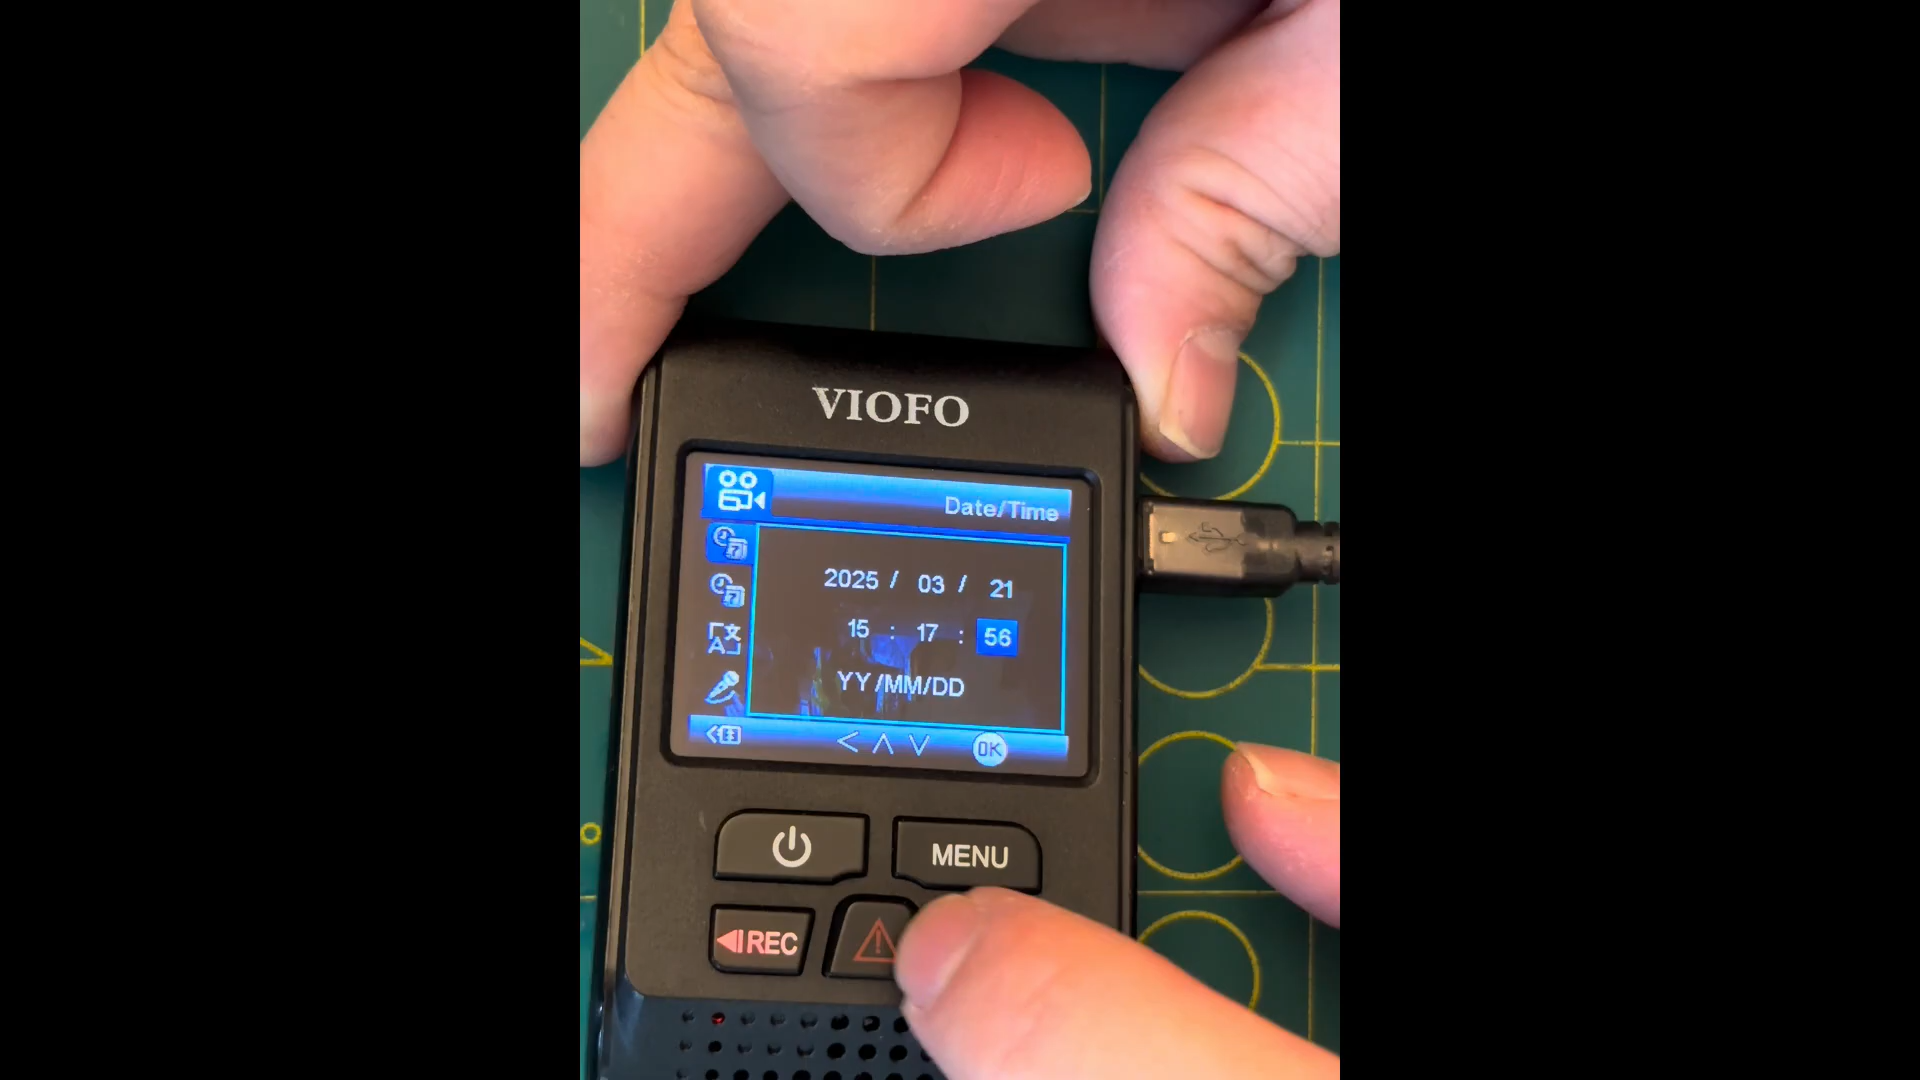 VIOFO
Date/Time
2025 / 03 / 21
15 : 17 : 56
YY/MM/DD
OK
MENU
REC